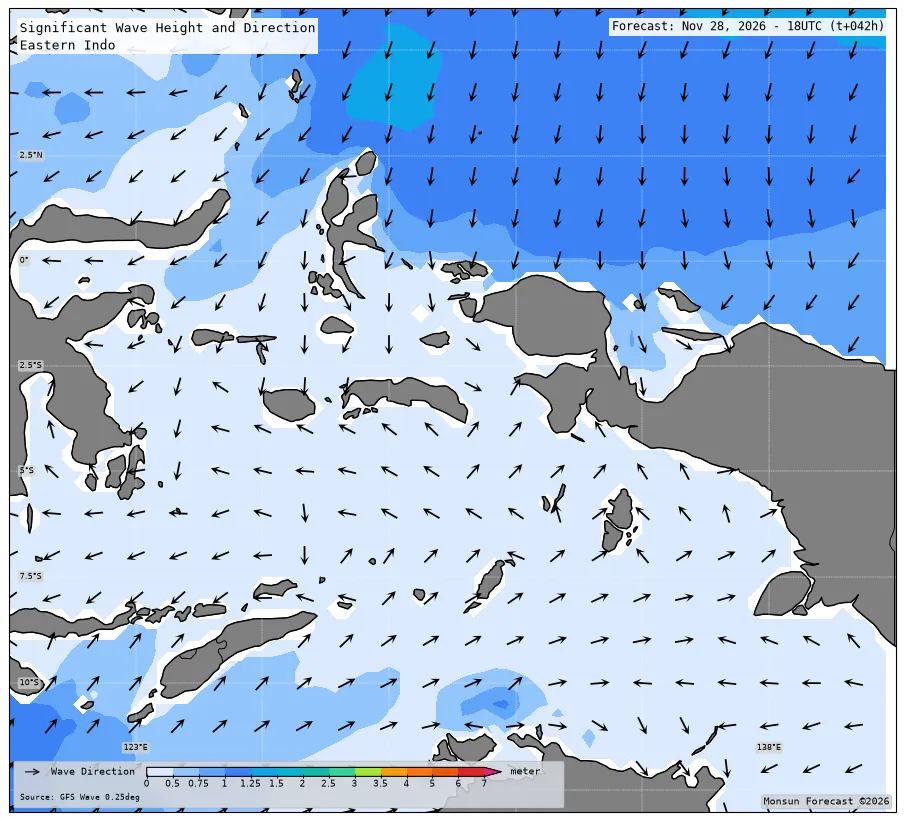 Significant Wave Height and Direction
Eastern Indo
Forecast: Nov 28, 2026 - 18UTC (t+042h)
2.5°N
0°
2.5°S
5°S
7.5°S
10°S
123°E
138°E
Wave Direction
meter
0 0.5 0.75 1 1.25 1.5 2 2.5 3 3.5 4 5 6 7
Source: GFS Wave 0.25deg
Monsun Forecast ©2026